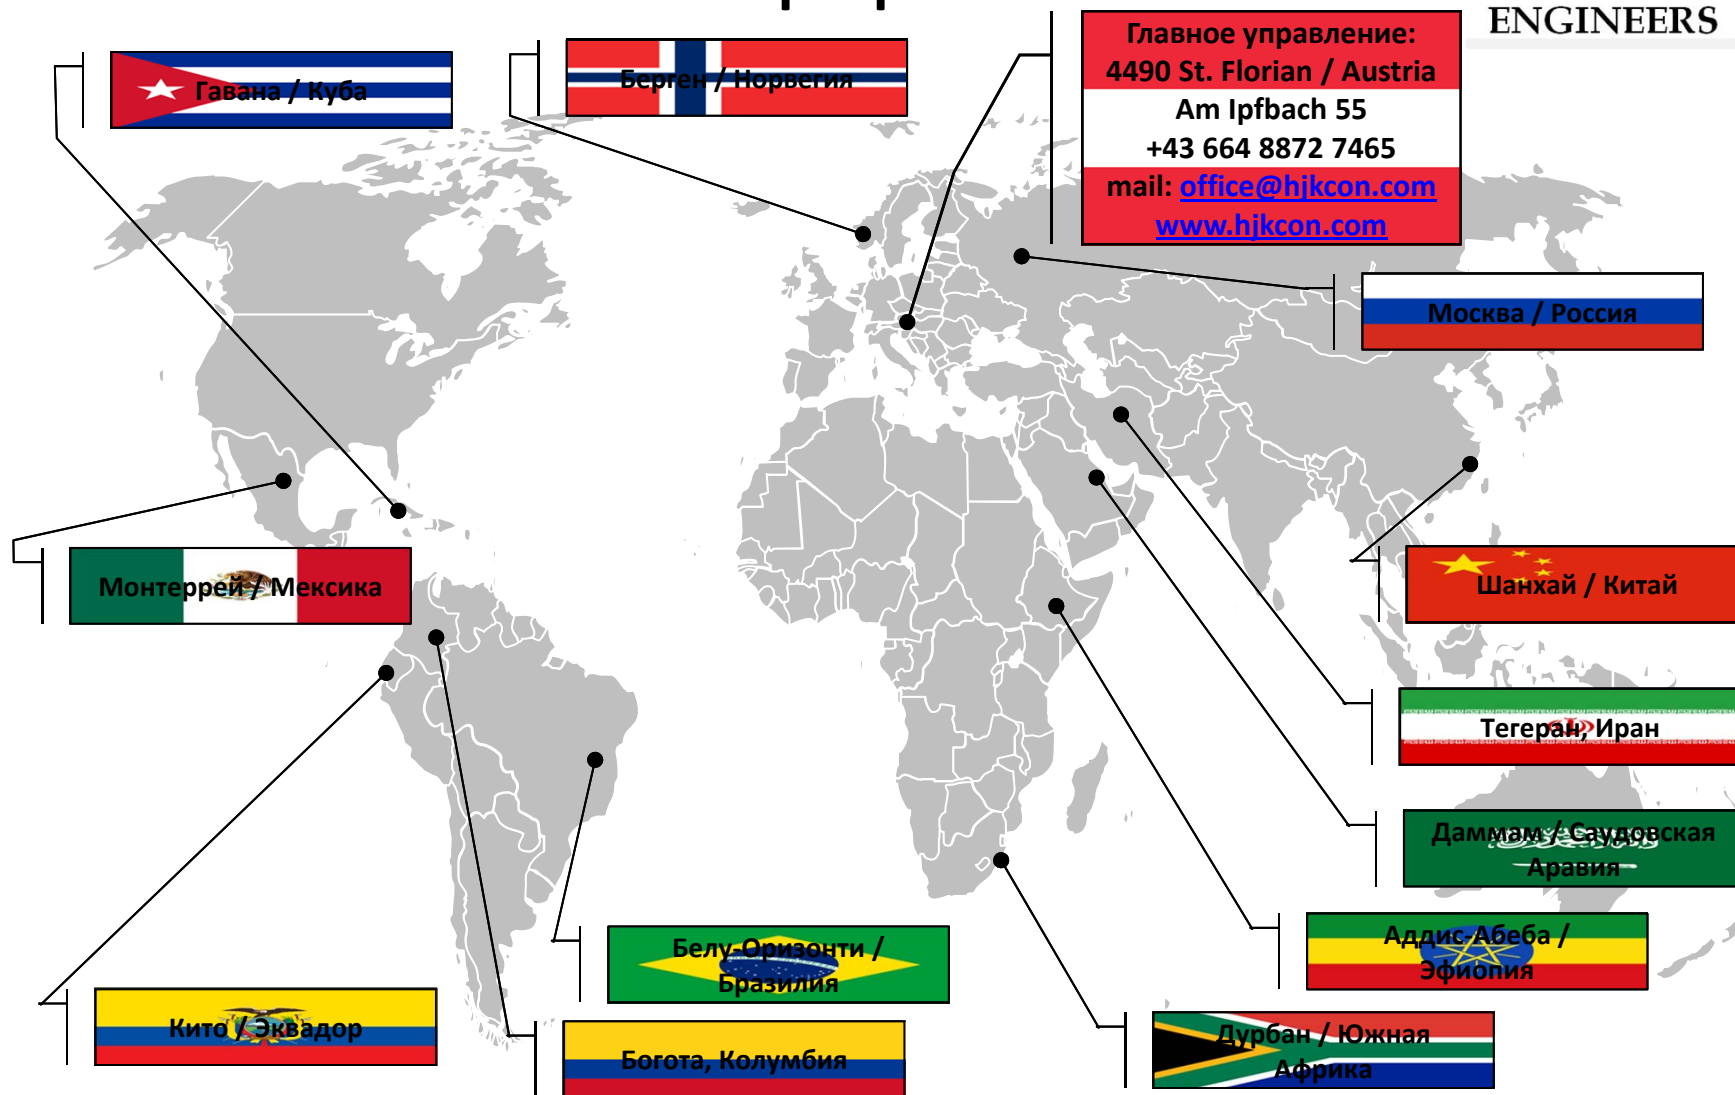 ENGINEERS
Гавана / Куба
Берген / Норвегия
Главное управление:
4490 St. Florian / Austria
Am Ipfbach 55
+43 664 8872 7465
mail: office@hjkcon.com
www.hjkcon.com
Москва / Россия
Монтеррей / Мексика
Шанхай / Китай
Тегеран, Иран
Даммам / Саудовская
Аравия
Аддис-Абеба /
Эфиопия
Белу-Оризонти /
Бразилия
Кито / Эквадор
Богота, Колумбия
Дурбан / Южная
Африка